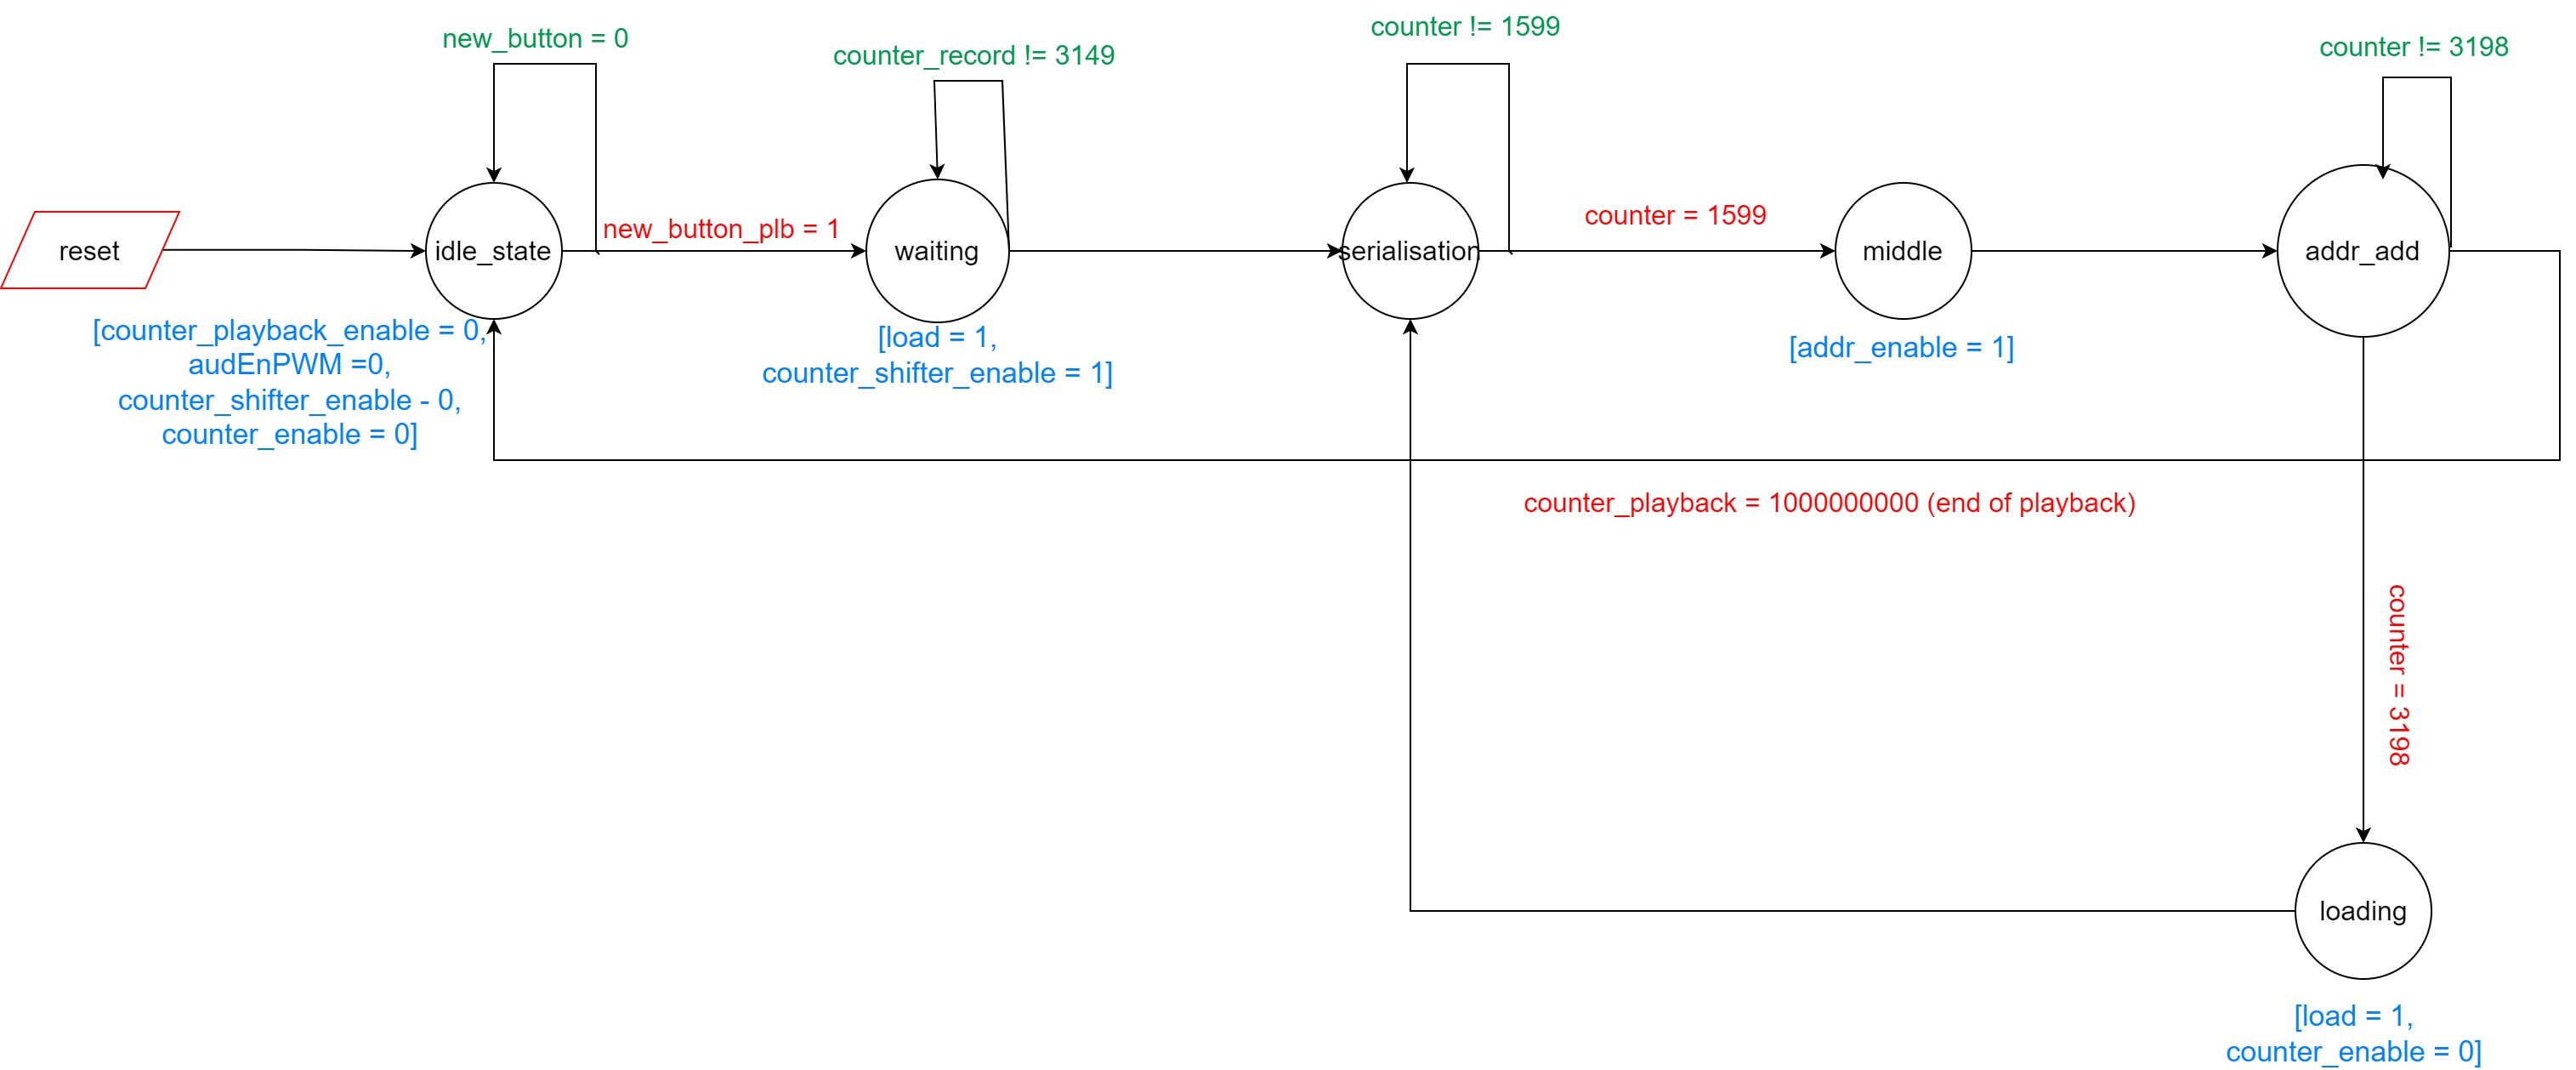 new_button = 0
counter_record != 3149
counter != 1599
counter != 3198
reset
idle_state
new_button_plb = 1
waiting
serialisation
counter = 1599
middle
addr_add
[counter_playback_enable = 0,
audEnPWM =0,
counter_shifter_enable - 0,
counter_enable = 0]
[load = 1,
counter_shifter_enable = 1]
[addr_enable = 1]
counter_playback = 1000000000 (end of playback)
counter = 3198
loading
[load = 1,
counter_enable = 0]